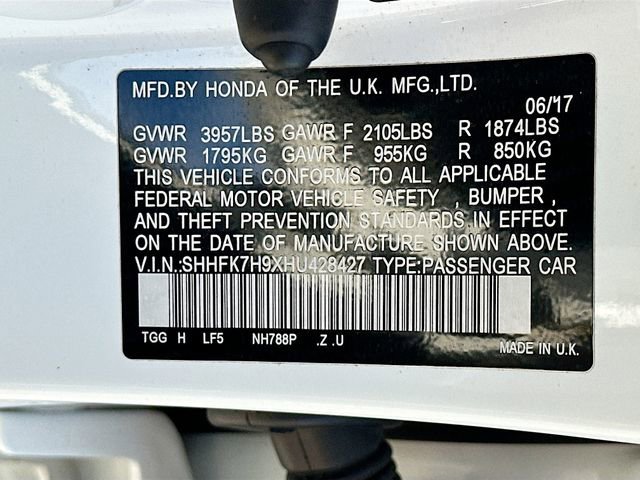 MFD.BY HONDA OF THE U.K. MFG.,LTD.
06/17
GVWR 3957LBS GAWR F 2105LBS R 1874LBS
GVWR 1795KG GAWR F 955KG R 850KG
THIS VEHICLE CONFORMS TO ALL APPLICABLE
FEDERAL MOTOR VEHICLE SAFETY , BUMPER ,
AND THEFT PREVENTION STANDARDS IN EFFECT
ON THE DATE OF MANUFACTURE SHOWN ABOVE.
V.I.N.:SHHFK7H9XHU428427 TYPE:PASSENGER CAR
TGG H LF5 NH788P .Z .U
MADE IN U.K.